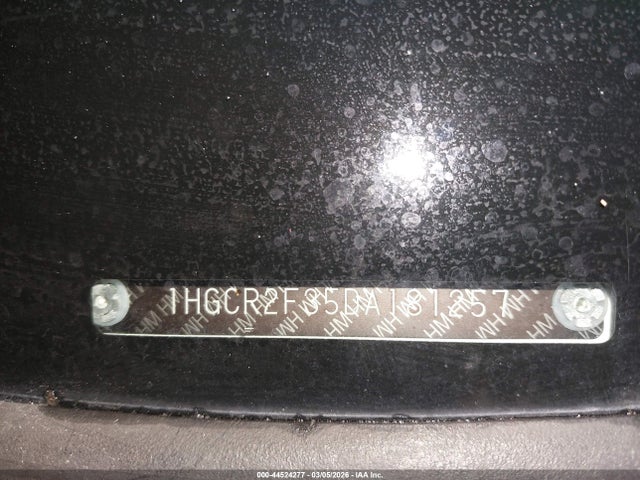 1HGCR2F35DA181257
000-44524277 - 03/05/2026 - IAA Inc.